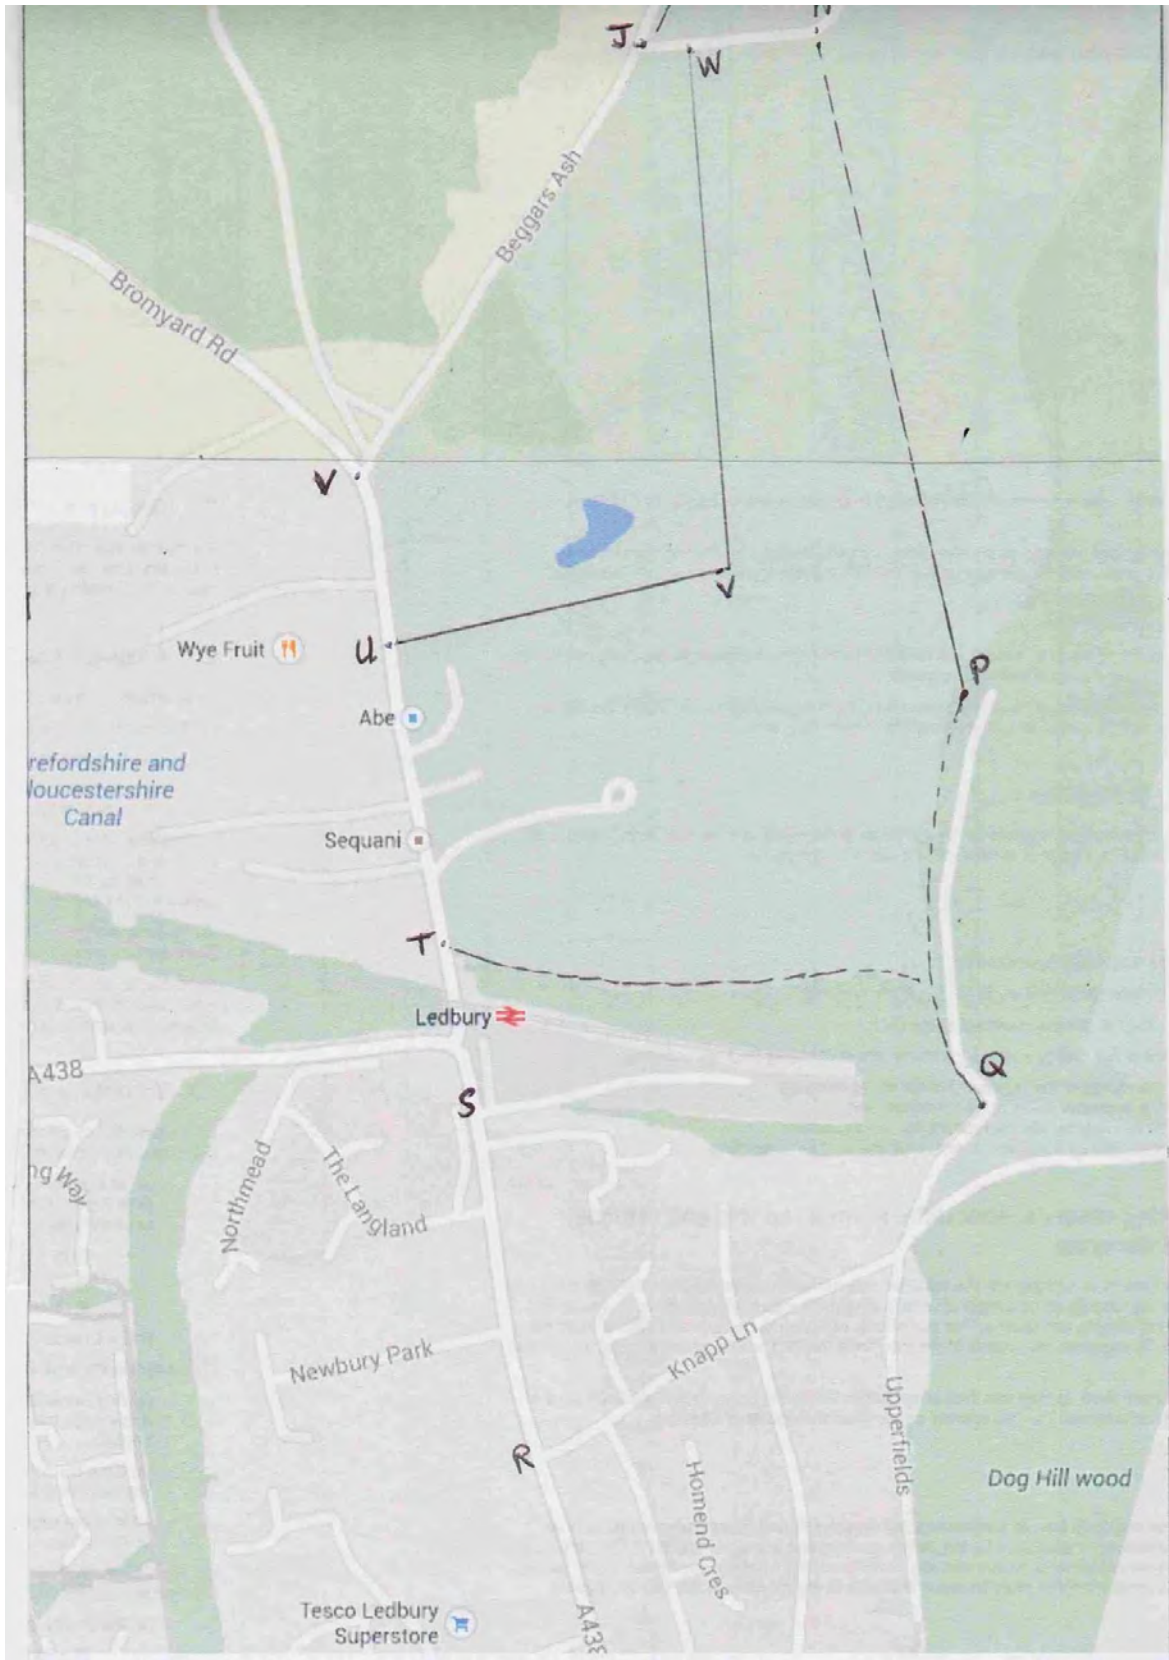 J
W
N
Beggars Ash
Bromyard Rd
V
V
U
Wye Fruit
P
Abe
refordshire and
loucestershire
Canal
Sequani
T
Ledbury
Q
A438
S
ng Way
Northmead
The Langland
Newbury Park
Knapp Ln
Upperfields
R
Homend Cres
Dog Hill wood
Tesco Ledbury
Superstore
A438